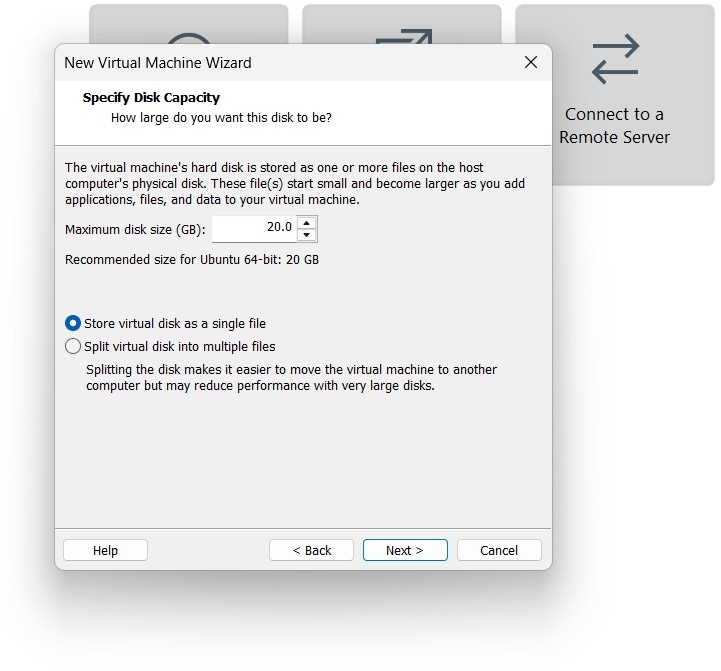 New Virtual Machine Wizard
Connect to a
Remote Server
Specify Disk Capacity
How large do you want this disk to be?
The virtual machine's hard disk is stored as one or more files on the host
computer's physical disk. These file(s) start small and become larger as you add
applications, files, and data to your virtual machine.
Maximum disk size (GB): 20.0
Recommended size for Ubuntu 64-bit: 20 GB
Store virtual disk as a single file
Split virtual disk into multiple files
Splitting the disk makes it easier to move the virtual machine to another
computer but may reduce performance with very large disks.
Help
< Back
Next >
Cancel